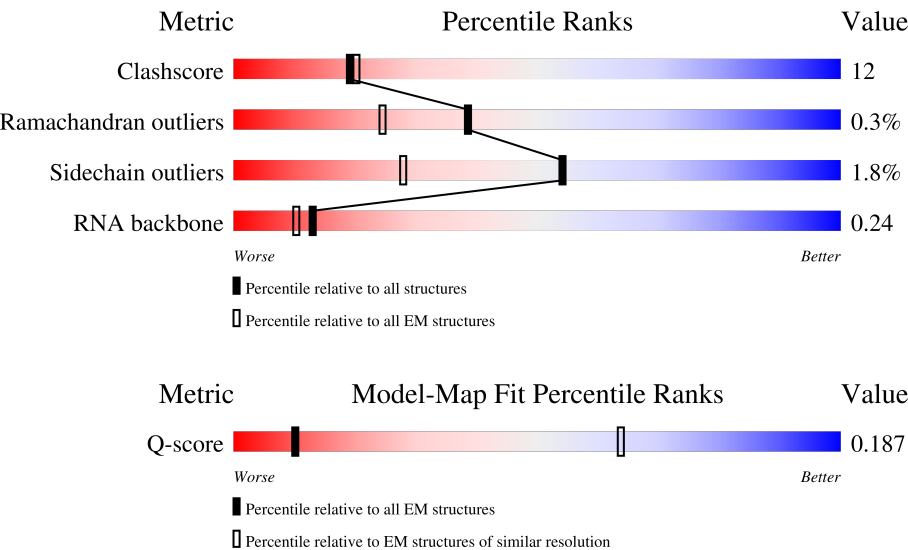 Metric Percentile Ranks Value
Clashscore 12
Ramachandran outliers 0.3%
Sidechain outliers 1.8%
RNA backbone 0.24
Worse Better
Percentile relative to all structures
Percentile relative to all EM structures
Metric Model-Map Fit Percentile Ranks Value
Q-score 0.187
Worse Better
Percentile relative to all EM structures
Percentile relative to EM structures of similar resolution